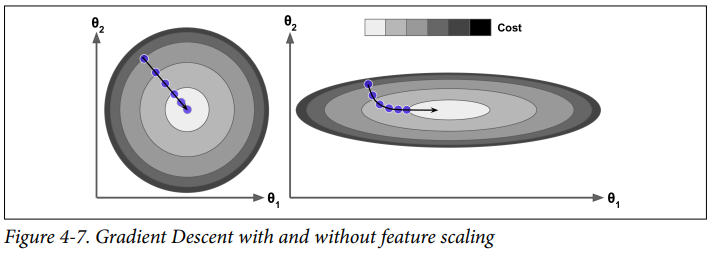 θ2
θ2
Cost
θ1
θ1
Figure 4-7. Gradient Descent with and without feature scaling